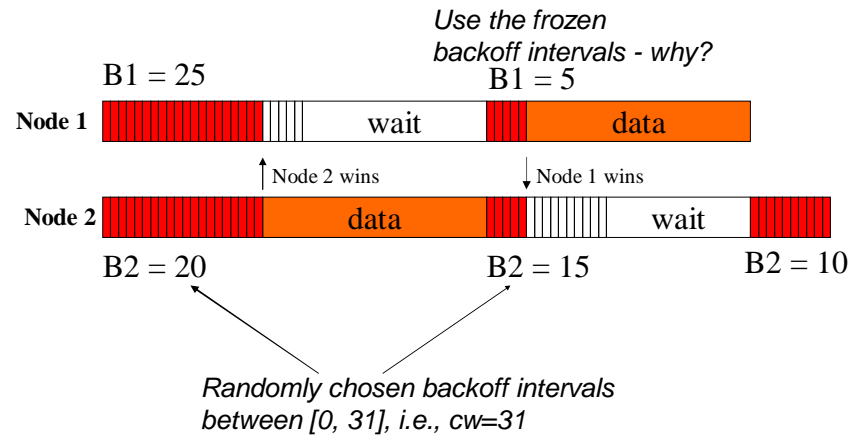 Use the frozen
backoff intervals - why?
B1 = 25
B1 = 5
Node 1
wait
data
Node 2 wins
Node 1 wins
Node 2
data
wait
B2 = 20
B2 = 15
B2 = 10
Randomly chosen backoff intervals
between [0, 31], i.e., cw=31